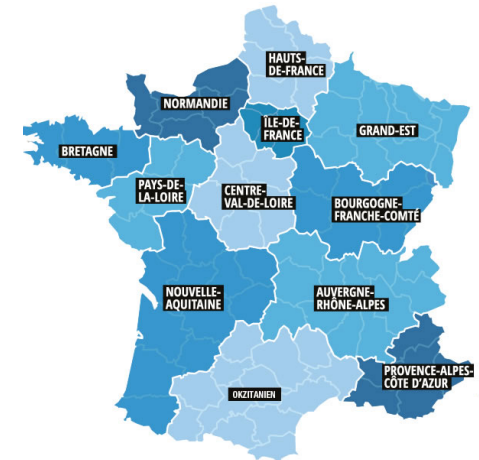 HAUTS-
DE-FRANCE
NORMANDIE
ÎLE-DE-
FRANCE
GRAND-EST
BRETAGNE
PAYS-DE-
LA-LOIRE
CENTRE-
VAL-DE-LOIRE
BOURGOGNE-
FRANCHE-COMTÉ
NOUVELLE-
AQUITAINE
AUVERGNE-
RHÔNE-ALPES
PROVENCE-ALPES-
CÔTE D'AZUR
OKZITANIEN